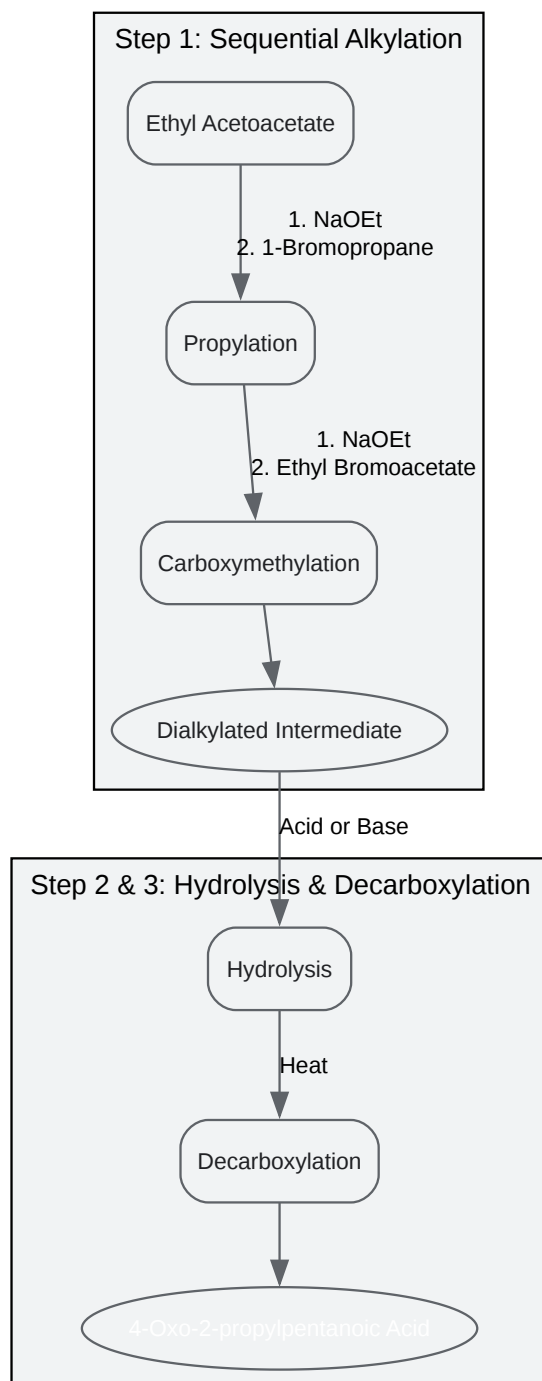 Step 1: Sequential Alkylation
Ethyl Acetoacetate
1. NaOEt
2. 1-Bromopropane
Propylation
1. NaOEt
2. Ethyl Bromoacetate
Carboxymethylation
Dialkylated Intermediate
Acid or Base
Step 2 & 3: Hydrolysis & Decarboxylation
Hydrolysis
Heat
Decarboxylation
4-Oxo-2-propylpentanoic Acid